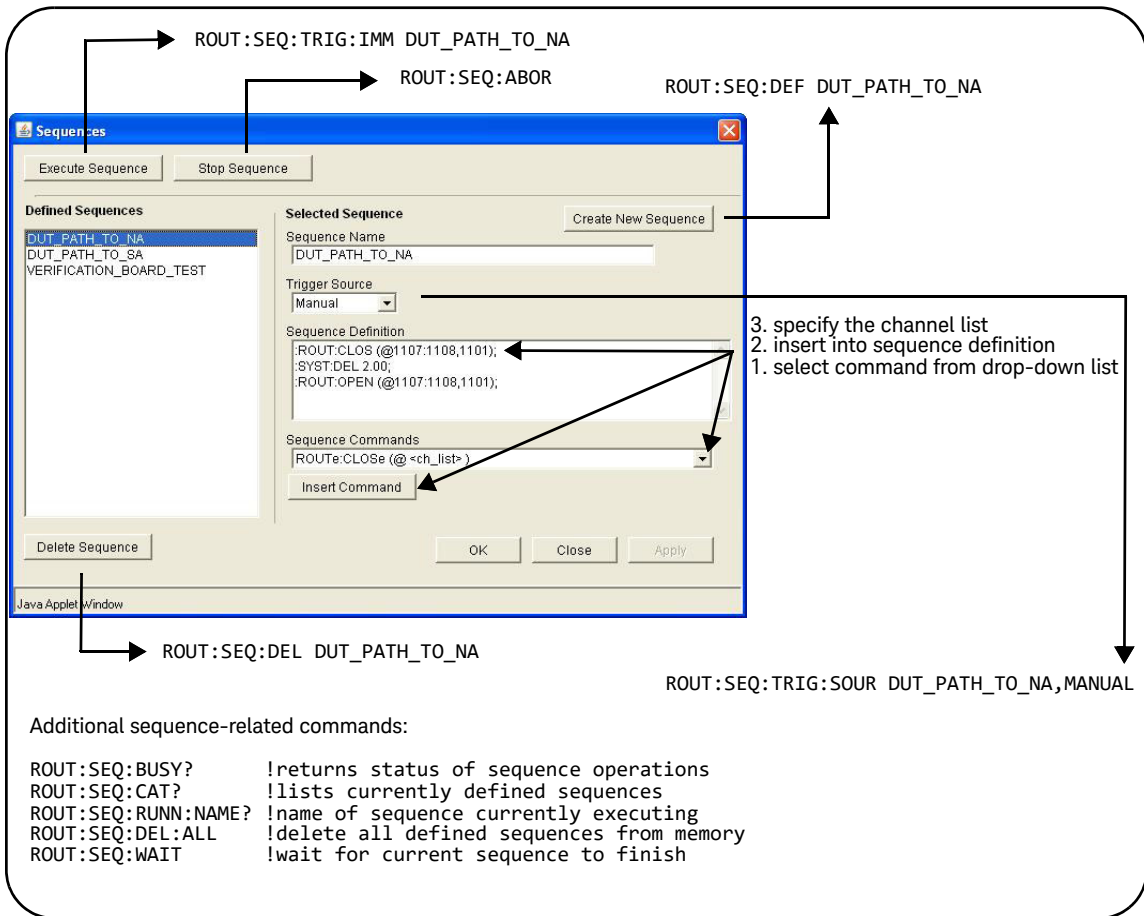 ROUT:SEQ:TRIG:IMM DUT_PATH_TO_NA
ROUT:SEQ:ABOR
ROUT:SEQ:DEF DUT_PATH_TO_NA
Sequences
Execute Sequence
Stop Sequence
Defined Sequences
DUT_PATH_TO_NA
DUT_PATH_TO_SA
VERIFICATION_BOARD_TEST
Selected Sequence
Create New Sequence
Sequence Name
DUT_PATH_TO_NA
Trigger Source
Manual
Sequence Definition
:ROUT:CLOS (@1107:1108,1101);
:SYST:DEL 2.00;
:ROUT:OPEN (@1107:1108,1101);
3. specify the channel list
2. insert into sequence definition
1. select command from drop-down list
Sequence Commands
ROUTe:CLOSe (@ <ch_list> )
Insert Command
Delete Sequence
OK
Close
Apply
Java Applet Window
ROUT:SEQ:DEL DUT_PATH_TO_NA
ROUT:SEQ:TRIG:SOUR DUT_PATH_TO_NA,MANUAL
Additional sequence-related commands:
ROUT:SEQ:BUSY? !returns status of sequence operations
ROUT:SEQ:CAT? !lists currently defined sequences
ROUT:SEQ:RUNN:NAME? !name of sequence currently executing
ROUT:SEQ:DEL:ALL !delete all defined sequences from memory
ROUT:SEQ:WAIT !wait for current sequence to finish